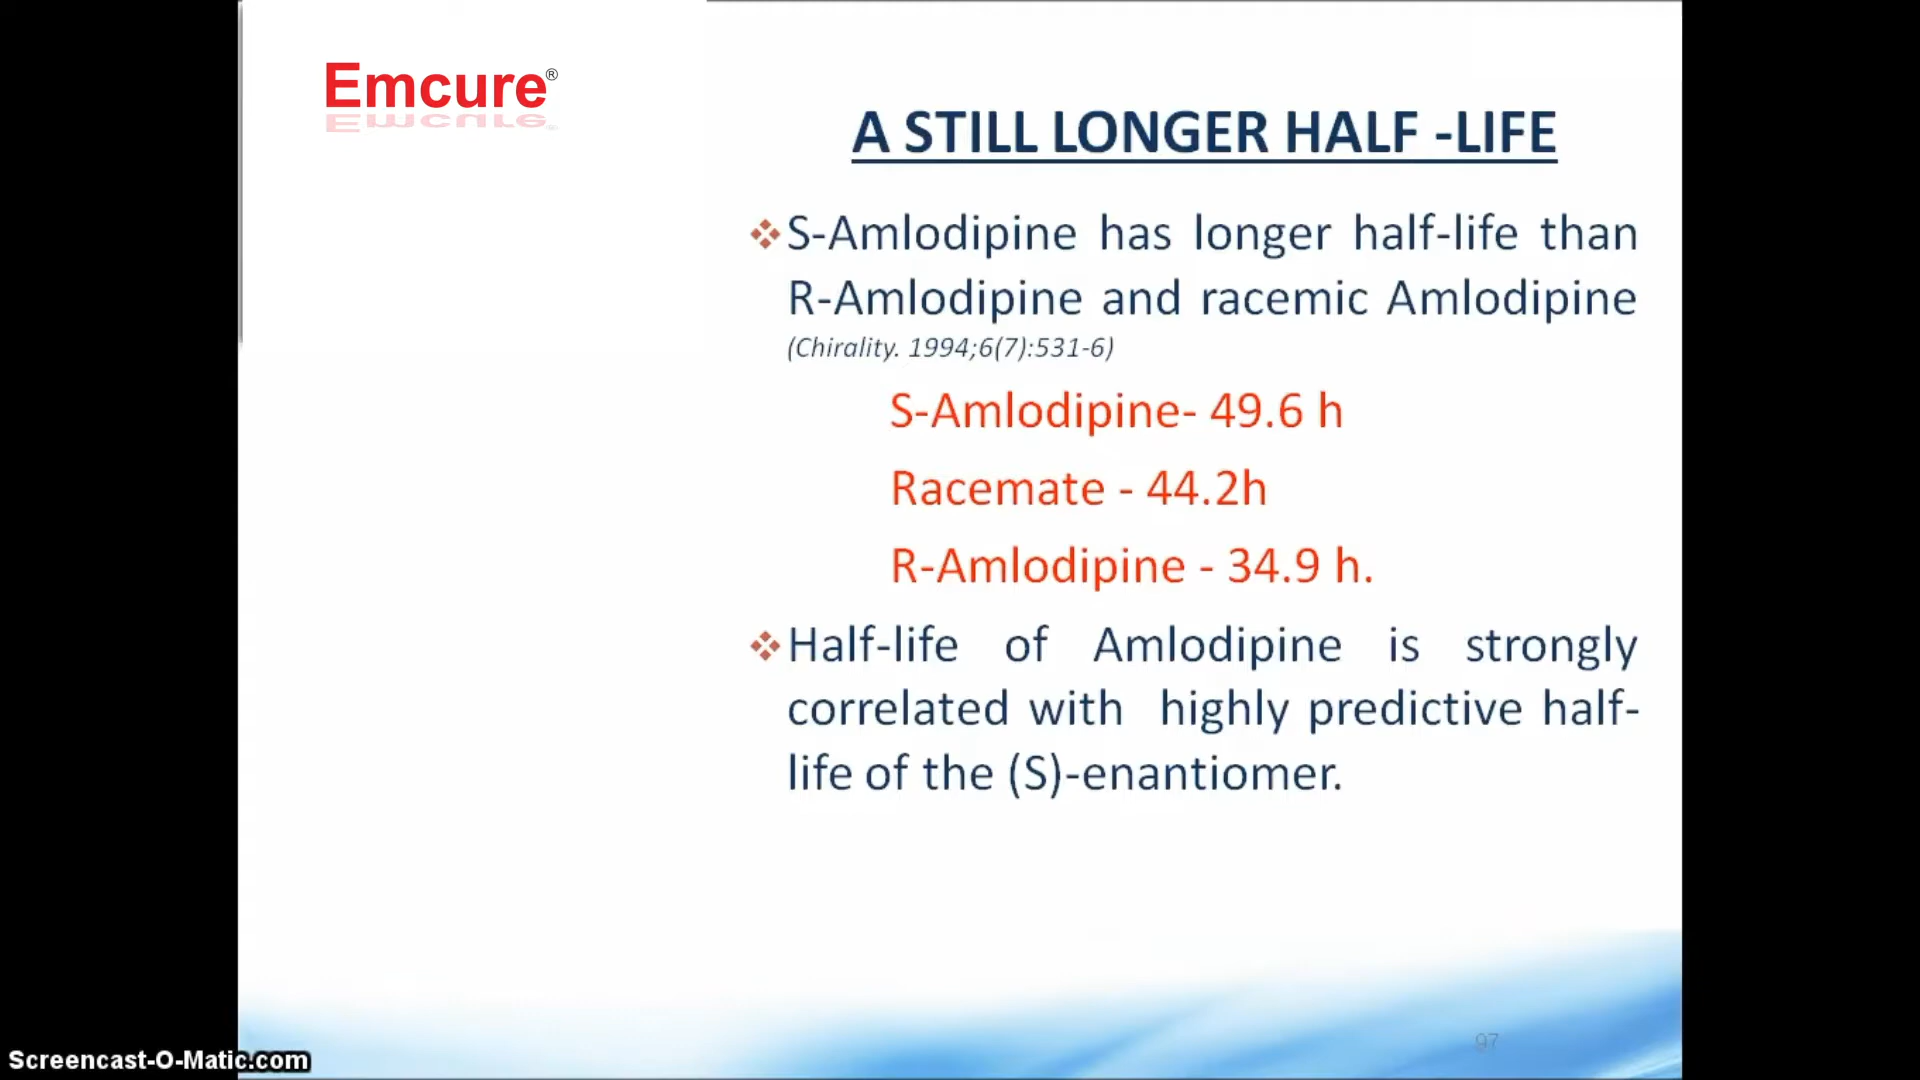 Emcure®
A STILL LONGER HALF -LIFE
S-Amlodipine has longer half-life than
R-Amlodipine and racemic Amlodipine
(Chirality. 1994;6(7):531-6)
S-Amlodipine- 49.6 h
Racemate - 44.2h
R-Amlodipine - 34.9 h.
Half-life of Amlodipine is strongly
correlated with highly predictive half-
life of the (S)-enantiomer.
97
Screencast-O-Matic.com